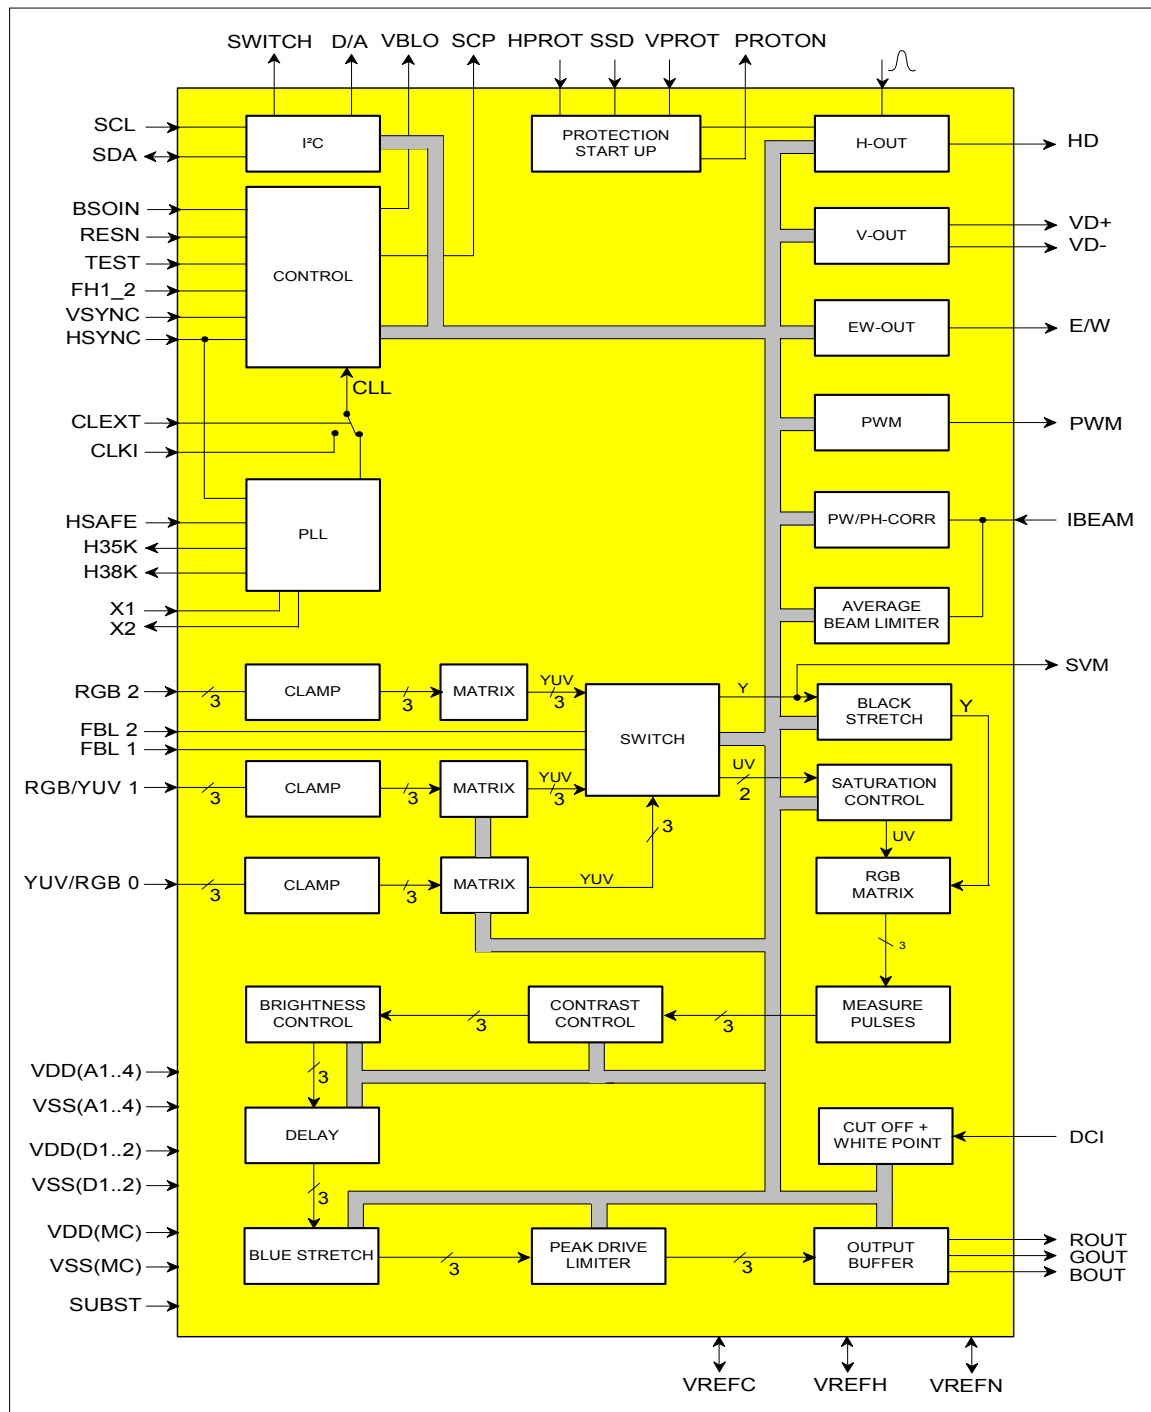 SWITCH D/A VBLO SCP HPROT SSD VPROT PROTON
SCL
SDA
I²C
PROTECTION
START UP
H-OUT
HD
BSOIN
RESN
TEST
FH1_2
VSYNC
HSYNC
CONTROL
V-OUT
VD+
VD-
EW-OUT
E/W
CLL
CLEXT
CLKI
PWM
PWM
HSAFE
H35K
H38K
PLL
PW/PH-CORR
IBEAM
X1
X2
AVERAGE
BEAM LIMITER
SVM
RGB 2
3
CLAMP
3
MATRIX
YUV
3
FBL 2
FBL 1
SWITCH
Y
BLACK
STRETCH
Y
RGB/YUV 1
3
CLAMP
3
MATRIX
YUV
3
UV
2
SATURATION
CONTROL
3
UV
YUV/RGB 0
3
CLAMP
3
MATRIX
YUV
RGB
MATRIX
3
BRIGHTNESS
CONTROL
3
CONTRAST
CONTROL
3
MEASURE
PULSES
3
VDD(A1..4)
VSS(A1..4)
VDD(D1..2)
VSS(D1..2)
VDD(MC)
VSS(MC)
SUBST
DELAY
3
CUT OFF +
WHITE POINT
DCI
BLUE STRETCH
3
PEAK DRIVE
LIMITER
3
OUTPUT
BUFFER
ROUT
GOUT
BOUT
VREFC VREFH VREFN